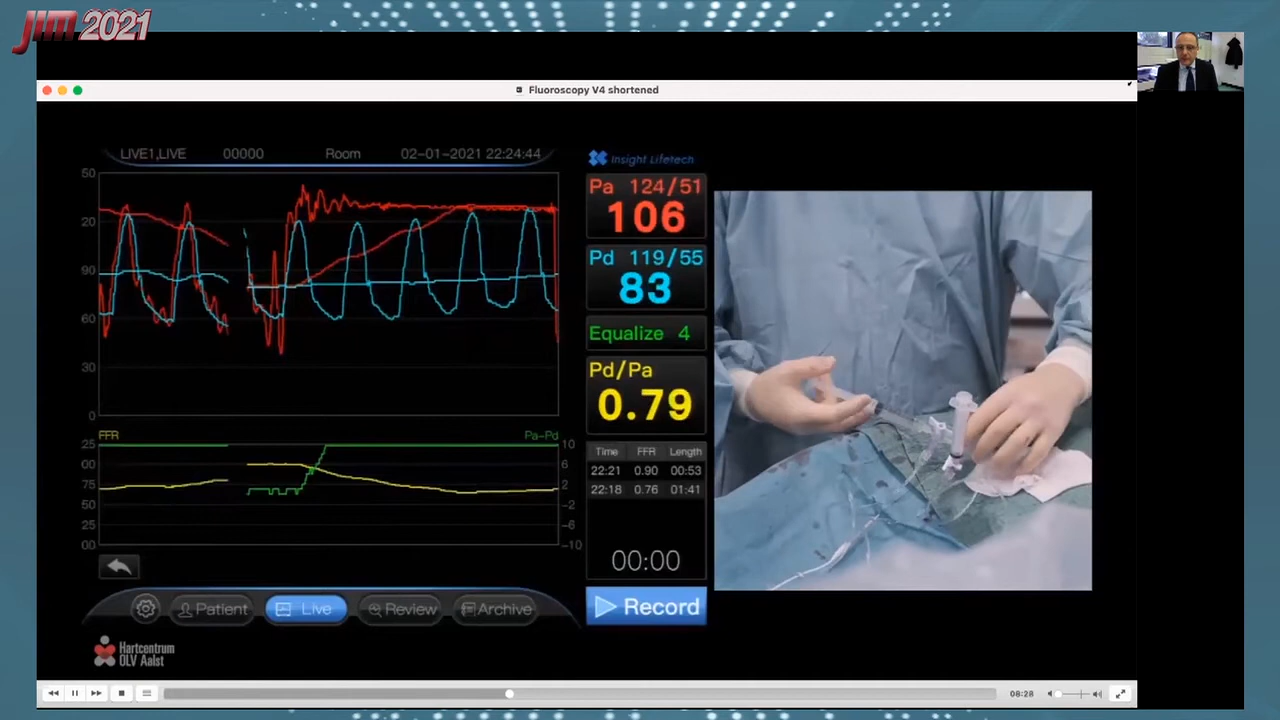 JIM 2021
Fluoroscopy V4 shortened
LIVE1,LIVE 00000 Room 02-01-2021 22:24:44
Insight Lifetech
50
20
90
60
30
0
Pa 124/51
106
Pd 119/55
83
Equalize 4
Pd/Pa
0.79
FFR
Pa-Pd
25
00
75
50
25
00
10
6
2
-2
-6
-10
Time FFR Length
22:21 0.90 00:53
22:18 0.76 01:41
00:00
Record
Patient
Live
Review
Archive
Hartcentrum
OLV Aalst
08:28